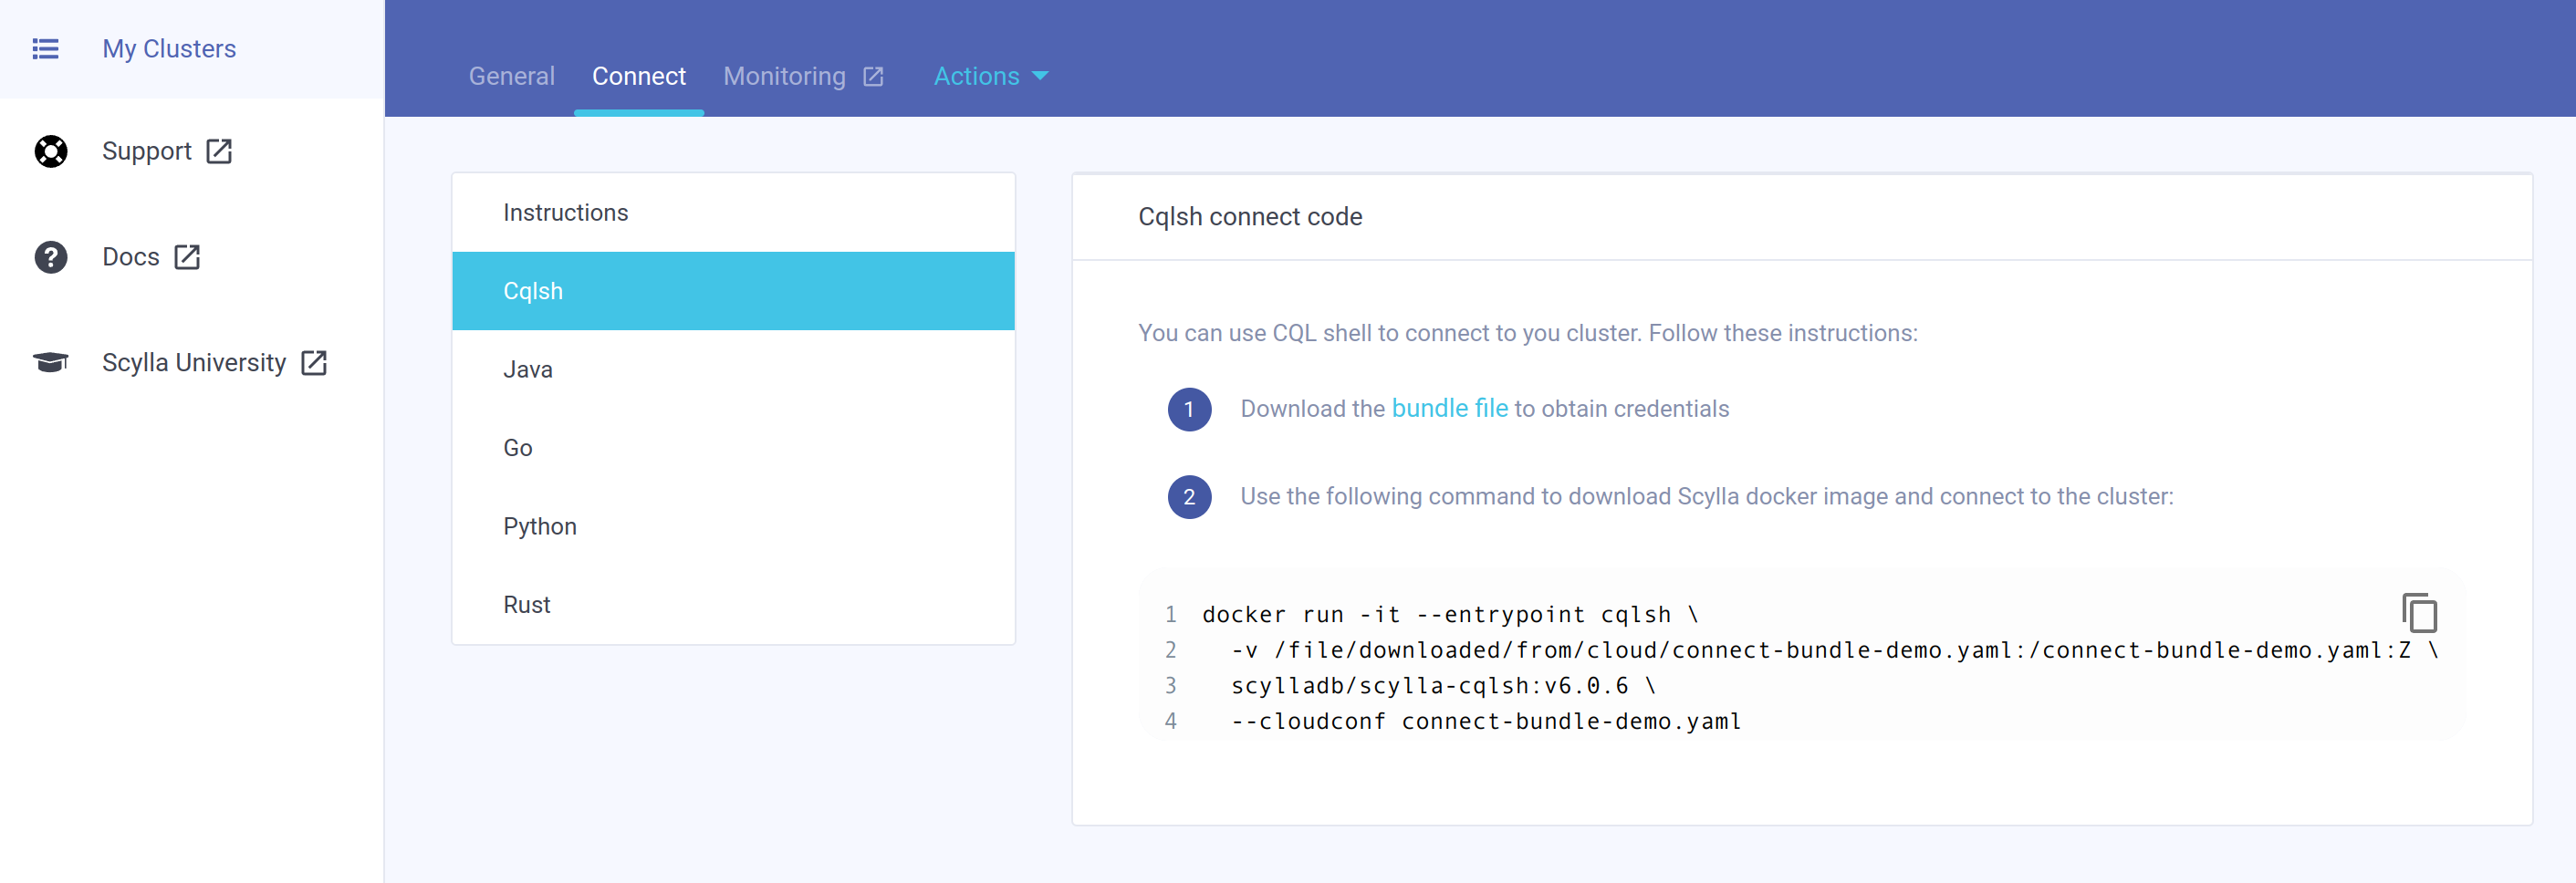 My Clusters
Support
Docs
Scylla University
General Connect Monitoring Actions
Instructions
Cqlsh
Java
Go
Python
Rust
Cqlsh connect code
You can use CQL shell to connect to you cluster. Follow these instructions:
1 Download the bundle file to obtain credentials
2 Use the following command to download Scylla docker image and connect to the cluster:
1 docker run -it --entrypoint cqlsh \
2 -v /file/downloaded/from/cloud/connect-bundle-demo.yaml:/connect-bundle-demo.yaml:Z \
3 scylladb/scylla-cqlsh:v6.0.6 \
4 --cloudconf connect-bundle-demo.yaml